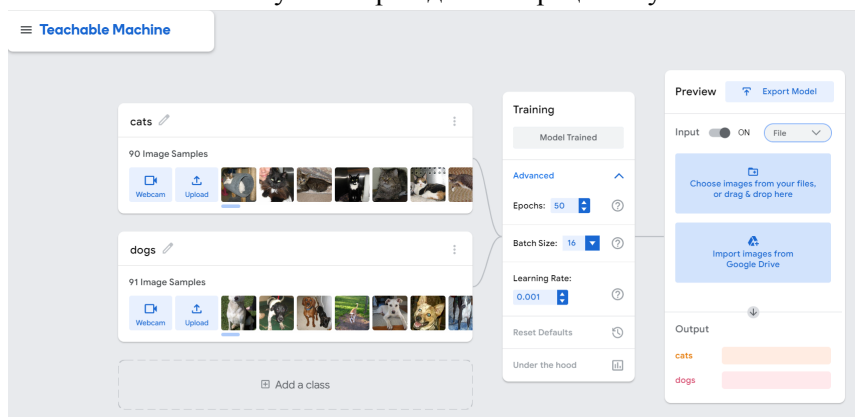 Teachable Machine
cats
90 Image Samples
Webcam
Upload
dogs
91 Image Samples
Webcam
Upload
Add a class
Training
Model Trained
Advanced
Epochs: 50
Batch Size: 16
Learning Rate:
0.001
Reset Defaults
Under the hood
Preview
Export Model
Input ON File
Choose images from your files,
or drag & drop here
Import images from
Google Drive
Output
cats
dogs